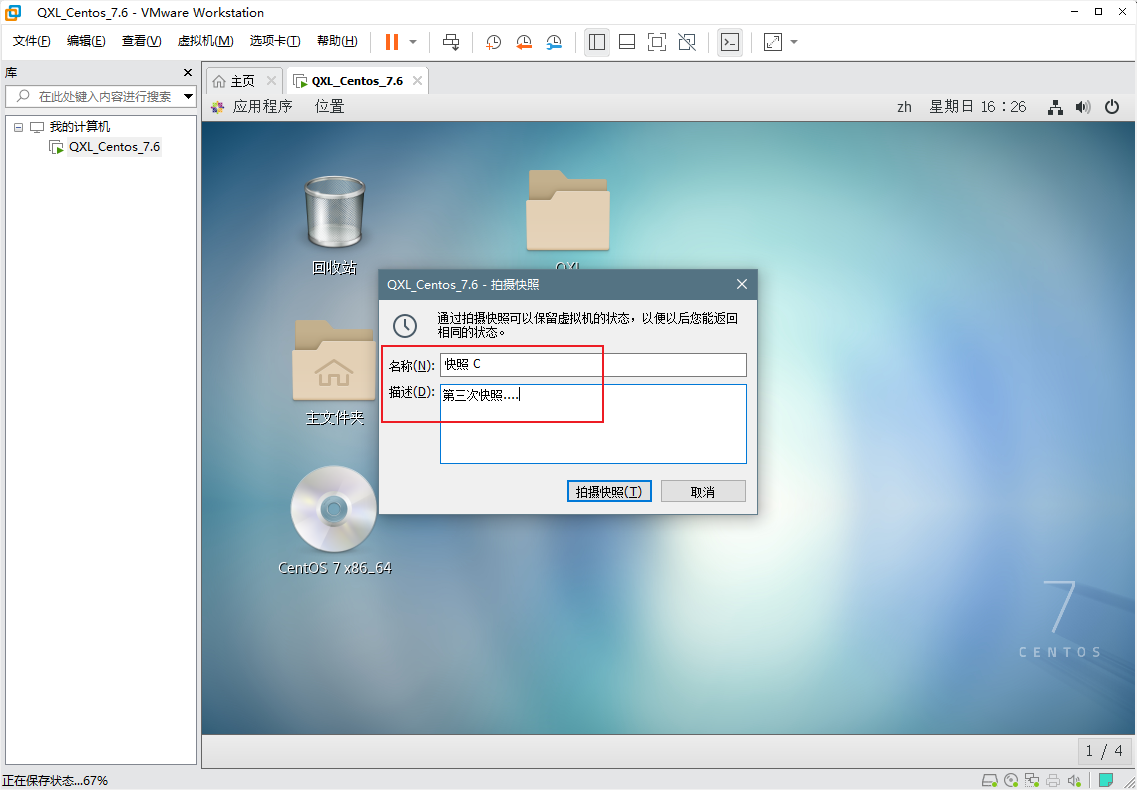 QXL_Centos_7.6 - VMware Workstation
文件(F) 编辑(E) 查看(V) 虚拟机(M) 选项卡(T) 帮助(H)
库
在此处键入内容进行搜索
我的计算机
QXL_Centos_7.6
主页
QXL_Centos_7.6
应用程序 位置
zh 星期日 16:26
回收站
QXL
主文件夹
CentOS 7 x86_64
QXL_Centos_7.6 - 拍摄快照
通过拍摄快照可以保留虚拟机的状态，以便以后您能返回
相同的状态。
名称(N): 快照 C
描述(D): 第三次快照....
拍摄快照(T) 取消
7
CENTOS
1 / 4
正在保存状态...67%